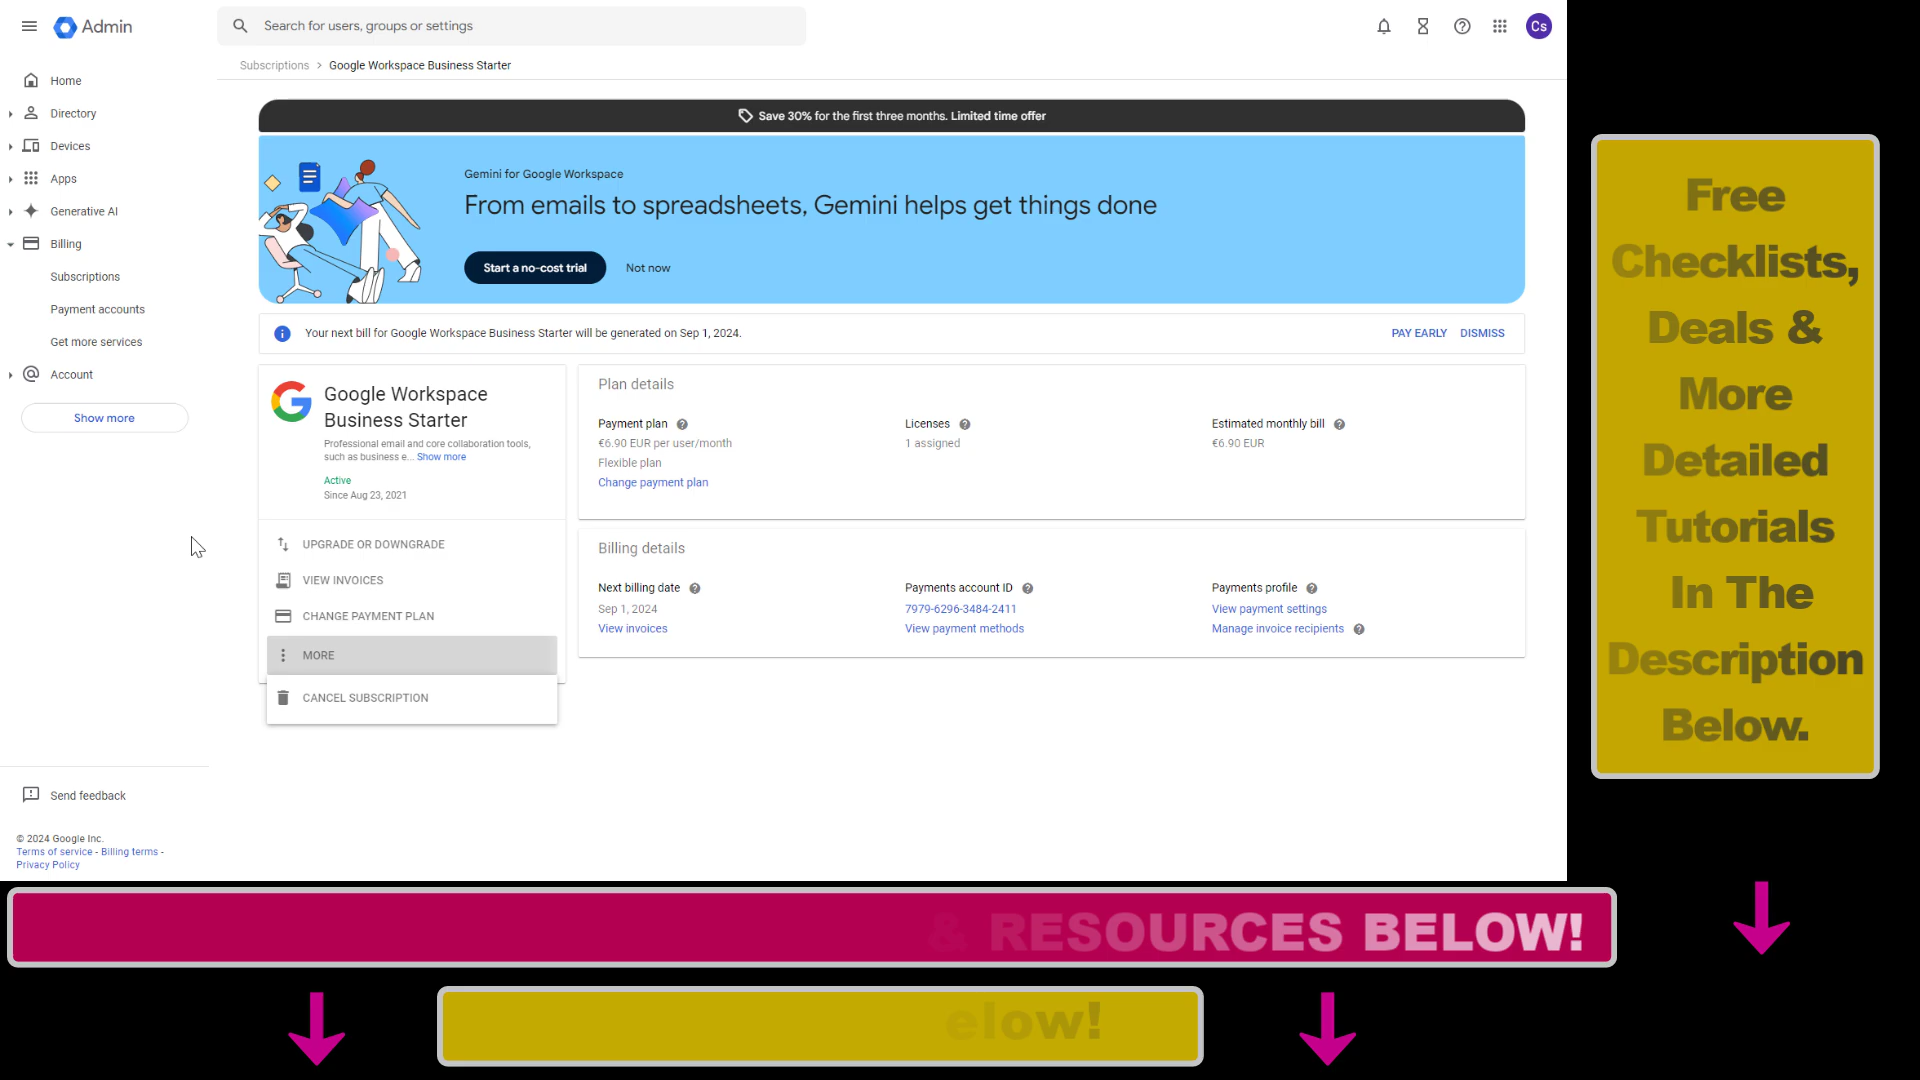 Admin
Search for users, groups or settings
Cs
Subscriptions > Google Workspace Business Starter
Home
Directory
Devices
Apps
Generative AI
Billing
Subscriptions
Payment accounts
Get more services
Account
Show more
Save 30% for the first three months. Limited time offer
Gemini for Google Workspace
From emails to spreadsheets, Gemini helps get things done
Start a no-cost trial
Not now
Your next bill for Google Workspace Business Starter will be generated on Sep 1, 2024.
PAY EARLY DISMISS
Google Workspace
Business Starter
Professional email and core collaboration tools,
such as business e... Show more
Active
Since Aug 23, 2021
UPGRADE OR DOWNGRADE
VIEW INVOICES
CHANGE PAYMENT PLAN
MORE
CANCEL SUBSCRIPTION
Plan details
Payment plan
€6.90 EUR per user/month
Flexible plan
Change payment plan
Licenses
1 assigned
Estimated monthly bill
€6.90 EUR
Billing details
Next billing date
Sep 1, 2024
View invoices
Payments account ID
7979-6296-3484-2411
View payment methods
Payments profile
View payment settings
Manage invoice recipients
Send feedback
© 2024 Google Inc.
Terms of service - Billing terms -
Privacy Policy
Free
Checklists,
Deals &
More
Detailed
Tutorials
In The
Description
Below.
& RESOURCES BELOW!
elow!